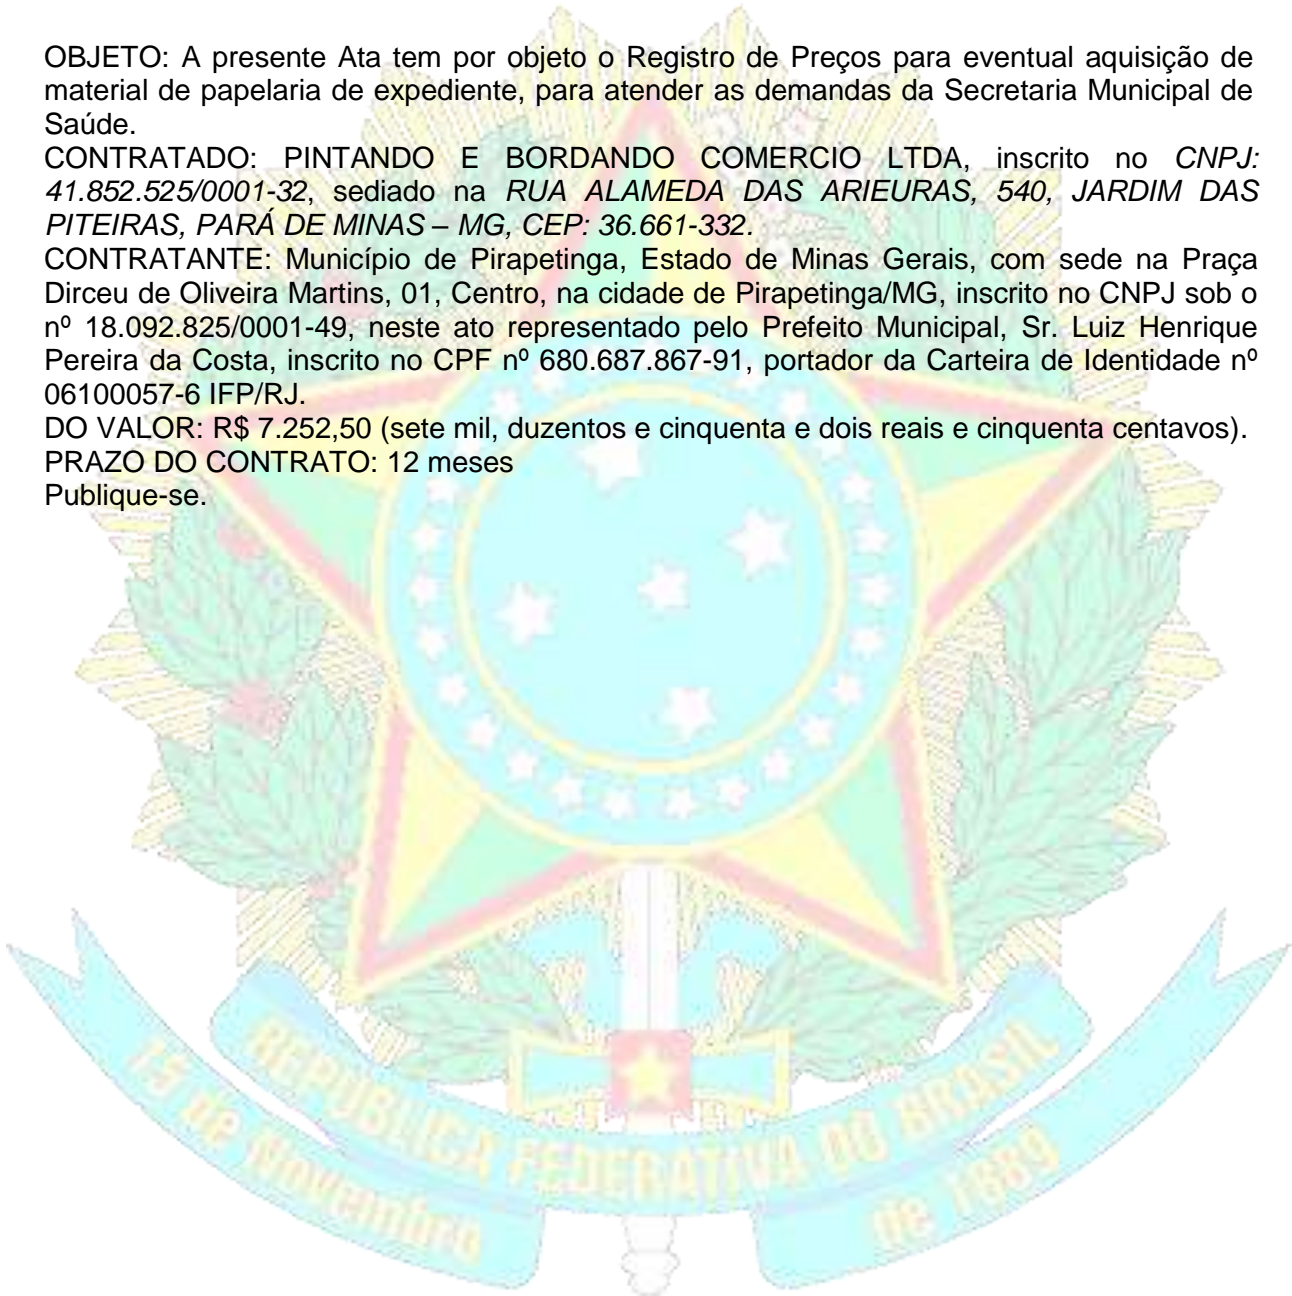 OBJETO: A presente Ata tem por objeto o Registro de Preços para eventual aquisição de
material de papelaria de expediente, para atender as demandas da Secretaria Municipal de
Saúde.
CONTRATADO: PINTANDO E BORDANDO COMERCIO LTDA, inscrito no CNPJ:
41.852.525/0001-32, sediado na RUA ALAMEDA DAS ARIEURAS, 540, JARDIM DAS
PITEIRAS, PARÁ DE MINAS – MG, CEP: 36.661-332.
CONTRATANTE: Município de Pirapetinga, Estado de Minas Gerais, com sede na Praça
Dirceu de Oliveira Martins, 01, Centro, na cidade de Pirapetinga/MG, inscrito no CNPJ sob o
nº 18.092.825/0001-49, neste ato representado pelo Prefeito Municipal, Sr. Luiz Henrique
Pereira da Costa, inscrito no CPF nº 680.687.867-91, portador da Carteira de Identidade nº
06100057-6 IFP/RJ.
DO VALOR: R$ 7.252,50 (sete mil, duzentos e cinquenta e dois reais e cinquenta centavos).
PRAZO DO CONTRATO: 12 meses
Publique-se.
REPÚBLICA FEDERATIVA DO BRASIL
15 de Novembro
de 1889